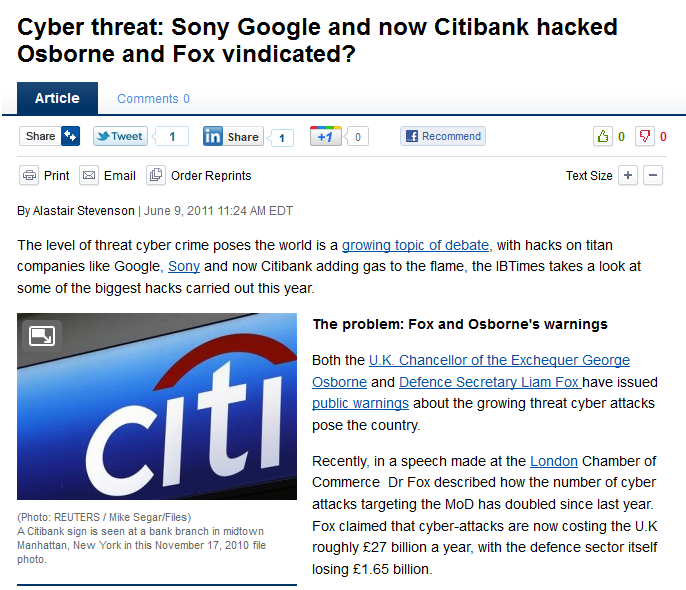 Cyber threat: Sony Google and now Citibank hacked
Osborne and Fox vindicated?
Article
Comments 0
Share
Tweet
1
in Share
1
+1
0
f Recommend
0
0
Print
Email
Order Reprints
Text Size + −
By Alastair Stevenson | June 9, 2011 11:24 AM EDT
The level of threat cyber crime poses the world is a growing topic of debate, with hacks on titan
companies like Google, Sony and now Citibank adding gas to the flame, the IBTimes takes a look at
some of the biggest hacks carried out this year.
citi
(Photo: REUTERS / Mike Segar/Files)
A Citibank sign is seen at a bank branch in midtown
Manhattan, New York in this November 17, 2010 file
photo.
The problem: Fox and Osborne's warnings
Both the U.K. Chancellor of the Exchequer George
Osborne and Defence Secretary Liam Fox have issued
public warnings about the growing threat cyber attacks
pose the country.
Recently, in a speech made at the London Chamber of
Commerce  Dr Fox described how the number of cyber
attacks targeting the MoD has doubled since last year.
Fox claimed that cyber-attacks are now costing the U.K
roughly £27 billion a year, with the defence sector itself
losing £1.65 billion.